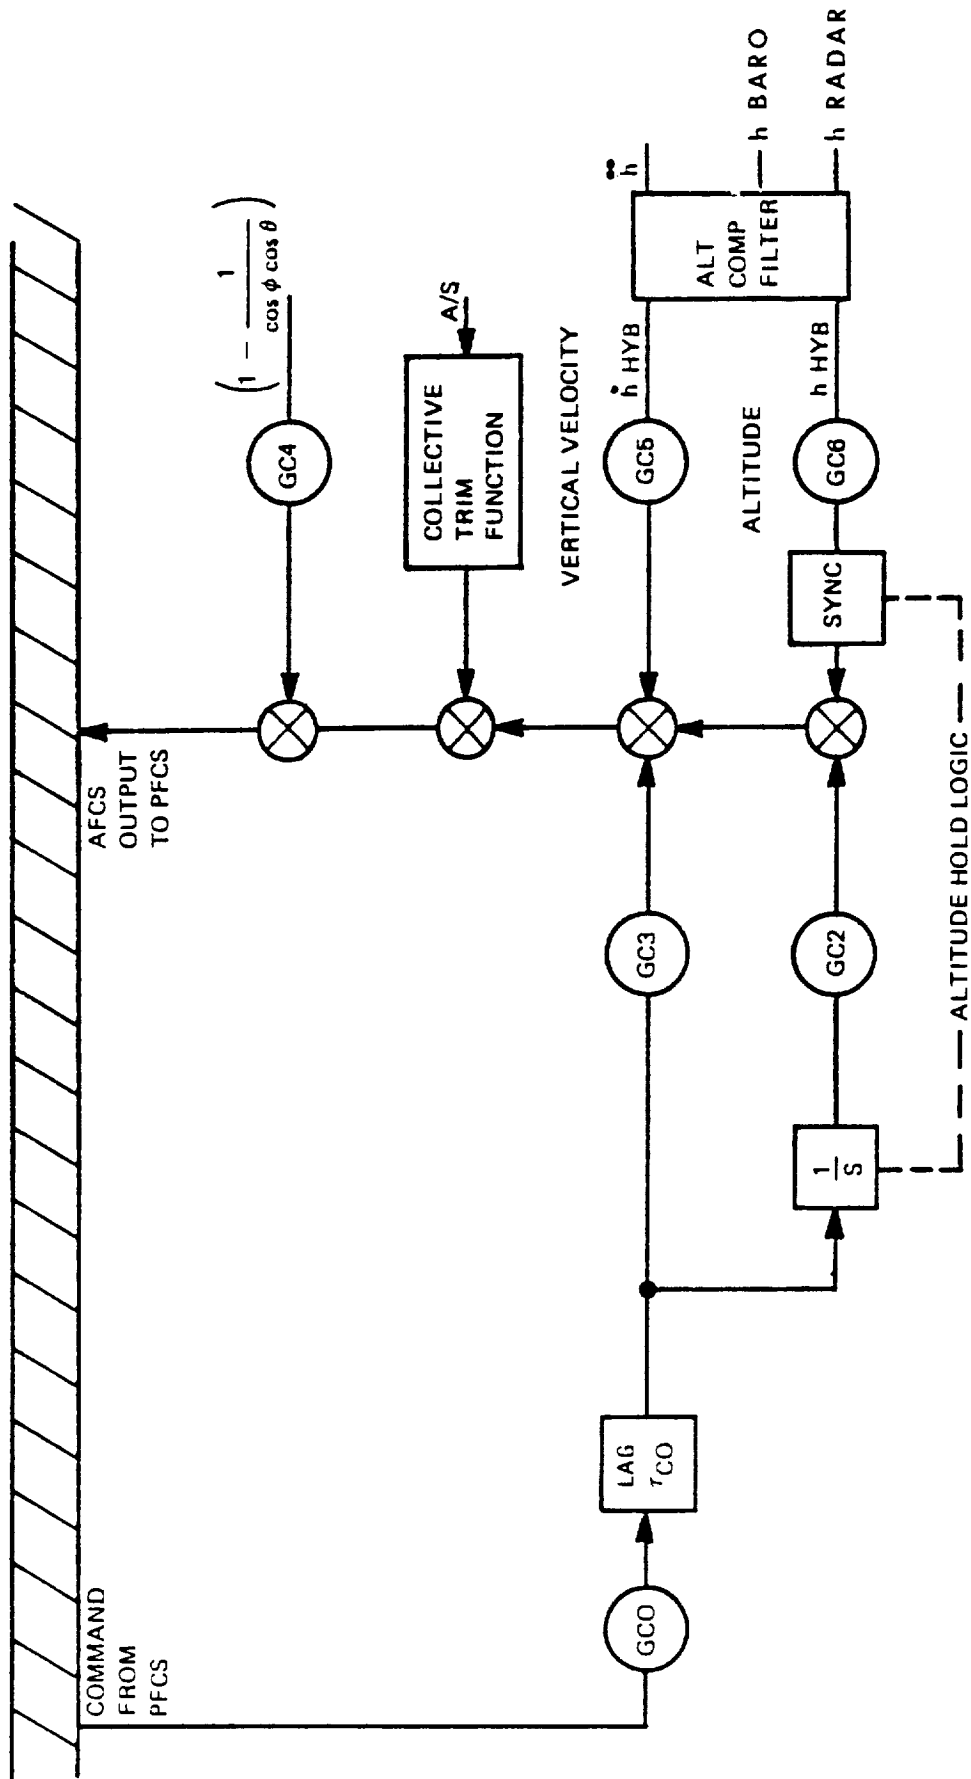 COMMAND
FROM
PFCS
AFCS
OUTPUT
TO PFCS
(1 - 1 / cos ϕ cos θ)
GC4
COLLECTIVE
TRIM
FUNCTION
A/S
VERTICAL VELOCITY
GCO
LAG
τCO
GC3
GC5
ḣ HYB
ḧ
ALT
COMP
FILTER
h BARO
h RADAR
ALTITUDE
1/S
GC2
SYNC
GC6
h HYB
ALTITUDE HOLD LOGIC